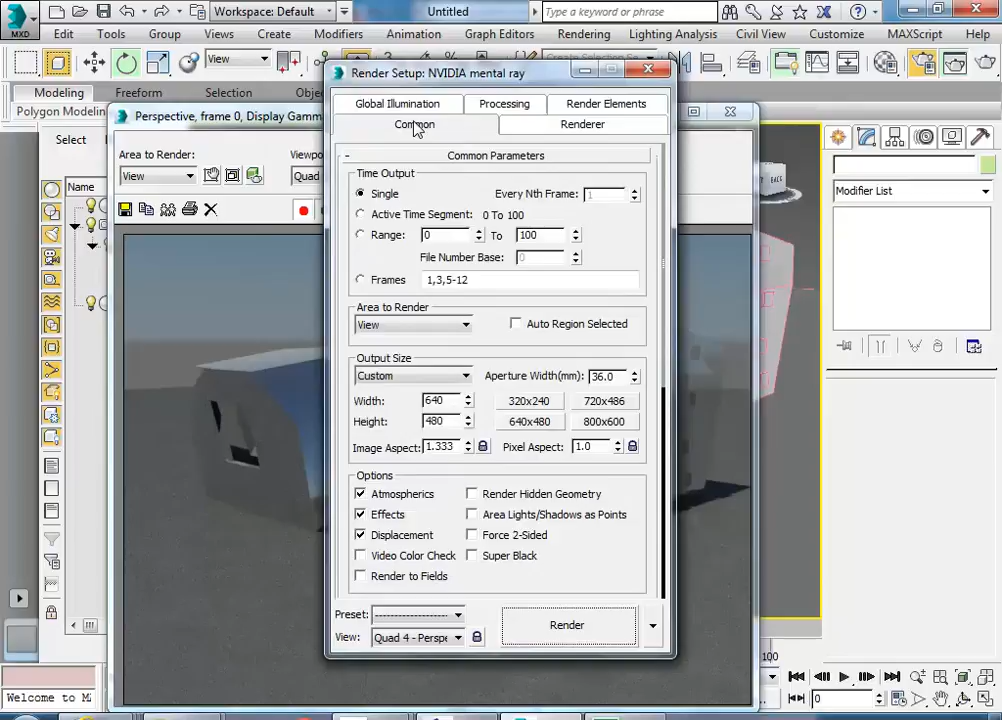 MXD
Workspace: Default
Untitled
Type a keyword or phrase
Edit Tools Group Views Create Modifiers Animation Graph Editors Rendering Lighting Analysis Civil View Customize MAXScript Help
View
Modeling Freeform Selection
Polygon Modelin
Select
Name
Perspective, frame 0, Display Gamma
Area to Render:
View
Quad
Render Setup: NVIDIA mental ray
Global Illumination Processing Render Elements
Common Renderer
- Common Parameters
Time Output
Single Every Nth Frame: 1
Active Time Segment: 0 To 100
Range: 0 To 100
File Number Base: 0
Frames 1,3,5-12
Area to Render
View Auto Region Selected
Output Size
Custom Aperture Width(mm): 36.0
Width: 640 320x240 720x486
Height: 480 640x480 800x600
Image Aspect: 1.333 Pixel Aspect: 1.0
Options
Atmospherics Render Hidden Geometry
Effects Area Lights/Shadows as Points
Displacement Force 2-Sided
Video Color Check Super Black
Render to Fields
Preset: Render
View: Quad 4 - Perspe
BACK
Modifier List
100
0
Welcome to M